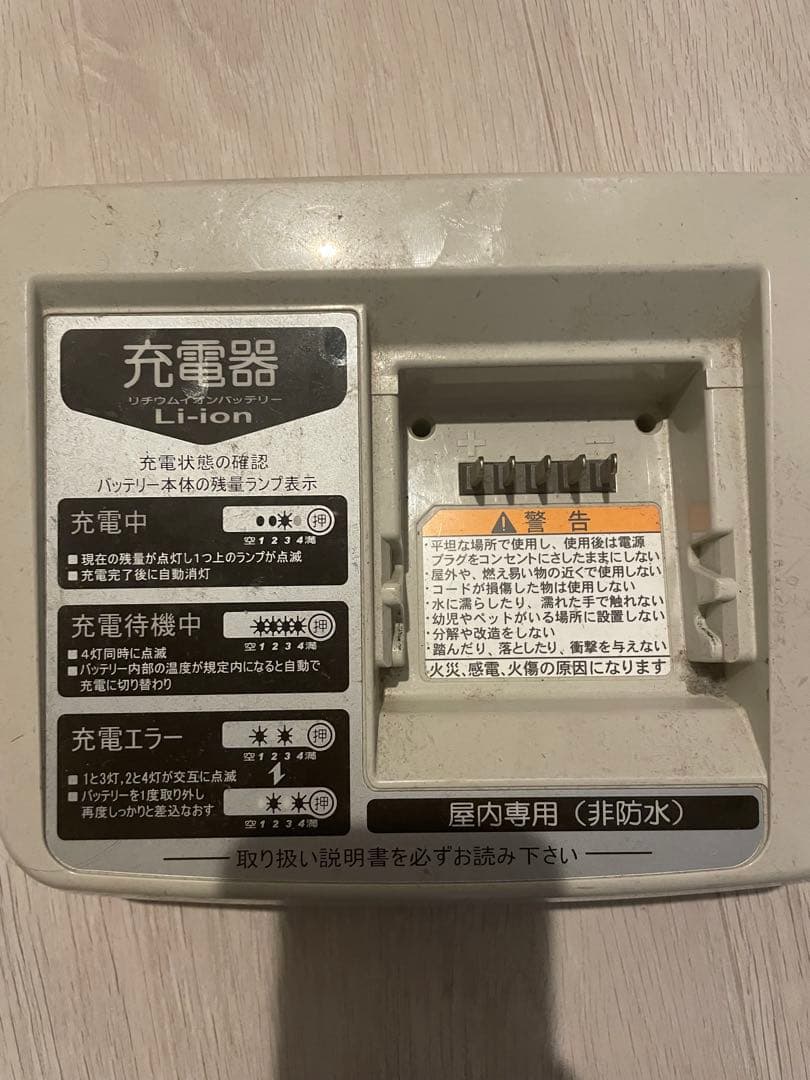 充電器
リチウムイオンバッテリー
Li-ion
充電状態の確認
バッテリー本体の残量ランプ表示
充電中
押
空 1 2 3 4 満
■現在の残量が点灯し1つ上のランプが点滅
■充電完了後に自動消灯
充電待機中
押
空 1 2 3 4 満
■4灯同時に点滅
■バッテリー内部の温度が規定内になると自動で
充電に切り替わり
充電エラー
押
空 1 2 3 4 満
■1と3灯,2と4灯が交互に点滅
■バッテリーを1度取り外し
再度しっかりと差込なおす
押
空 1 2 3 4 満
+ −
警告
・平坦な場所で使用し、使用後は電源
プラグをコンセントにさしたままにしない
・屋外や、燃え易い物の近くで使用しない
・コードが損傷した物は使用しない
・水に濡らしたり、濡れた手で触れない
・幼児やペットがいる場所に設置しない
・分解や改造をしない
・踏んだり、落としたり、衝撃を与えない
火災、感電、火傷の原因になります
屋内専用（非防水）
取り扱い説明書を必ずお読み下さい